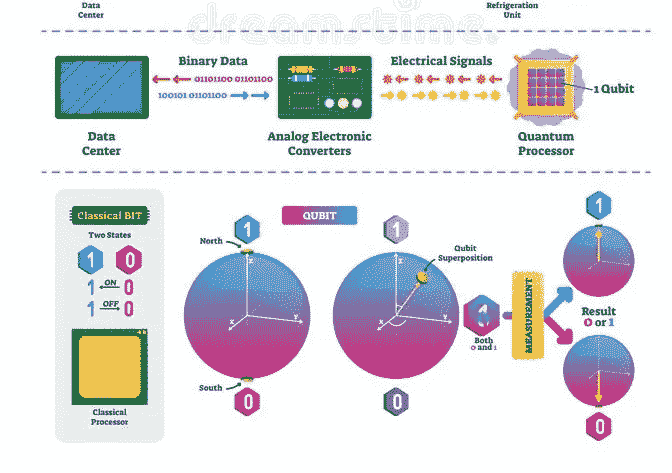 Data
Center
Refrigeration
Unit
dreamstime
Binary Data
01101100 01101100
100101 01101100
Electrical Signals
1 Qubit
Data
Center
Analog Electronic
Converters
Quantum
Processor
Classical BIT
Two States
1 0
1 ON 0
1 OFF 0
Classical
Processor
QUBIT
North
1
Z
X
Y
South
0
1
Qubit
Superposition
Z
X
Y
0
Both
0 and 1
MEASUREMENT
1
Result
0 or 1
0